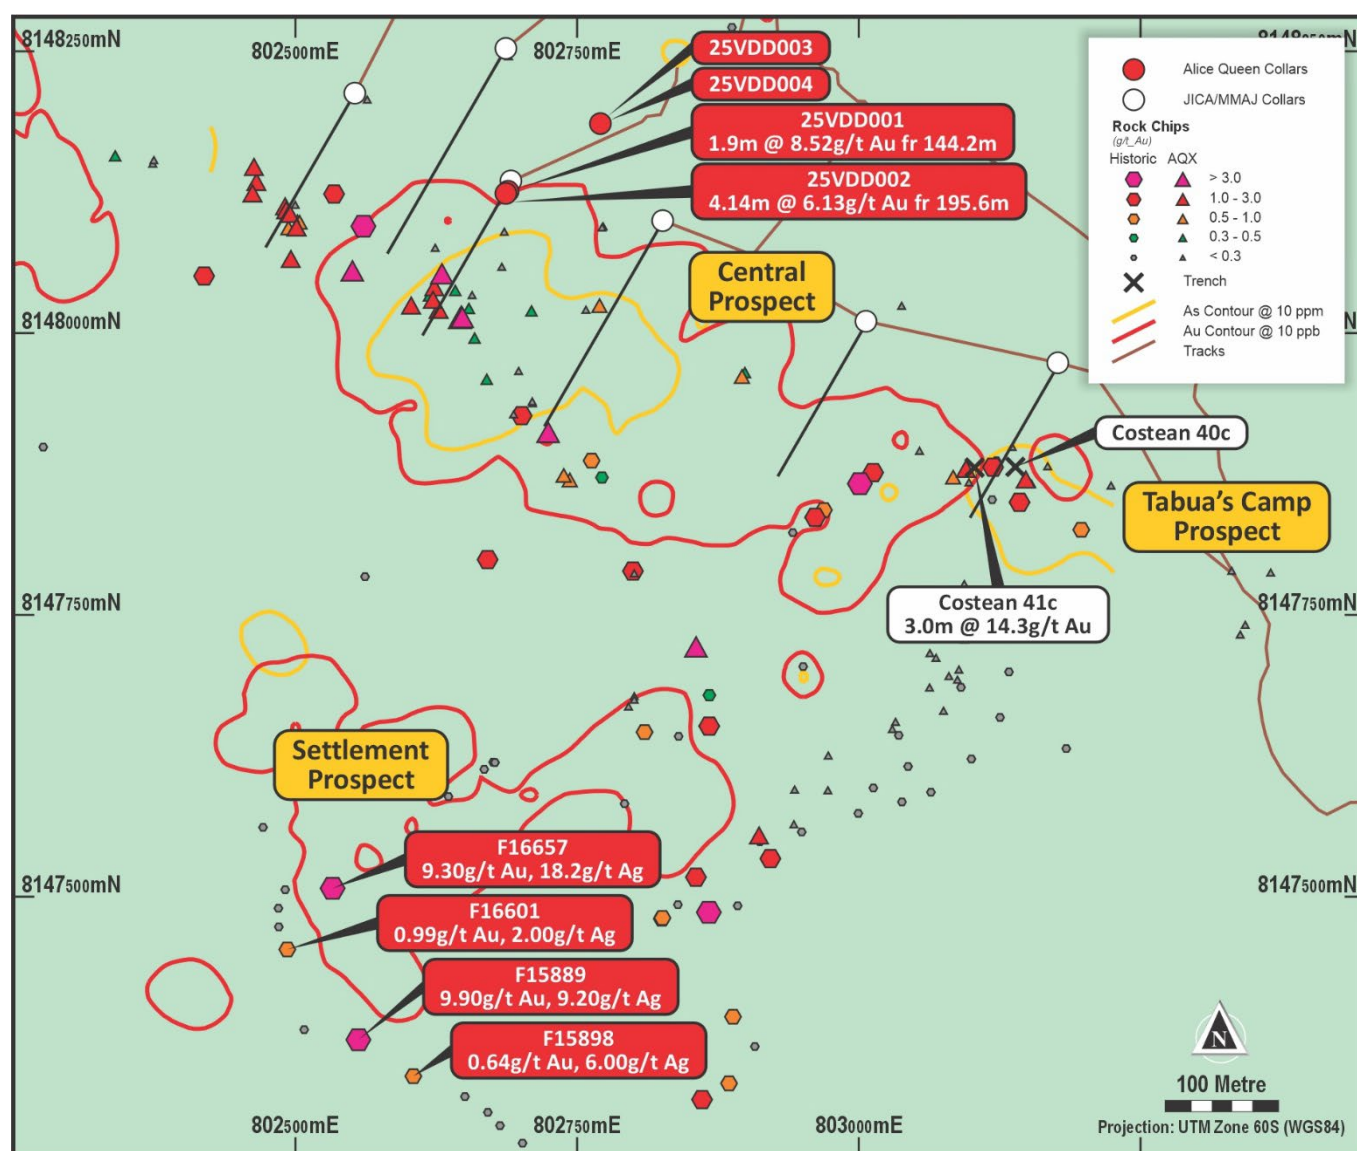 8148250mN
802500mE
802750mE
8148250mN
25VDD003
25VDD004
25VDD001
1.9m @ 8.52g/t Au fr 144.2m
25VDD002
4.14m @ 6.13g/t Au fr 195.6m
Alice Queen Collars
JICA/MMAJ Collars
Rock Chips
(g/t_Au)
Historic AQX
> 3.0
1.0 - 3.0
0.5 - 1.0
0.3 - 0.5
< 0.3
Trench
As Contour @ 10 ppm
Au Contour @ 10 ppb
Tracks
Central
Prospect
8148000mN
Costean 40c
Tabua's Camp
Prospect
Costean 41c
3.0m @ 14.3g/t Au
8147750mN
8147750mN
Settlement
Prospect
F16657
9.30g/t Au, 18.2g/t Ag
8147500mN
8147500mN
F16601
0.99g/t Au, 2.00g/t Ag
F15889
9.90g/t Au, 9.20g/t Ag
F15898
0.64g/t Au, 6.00g/t Ag
N
100 Metre
802500mE
802750mE
803000mE
Projection: UTM Zone 60S (WGS84)